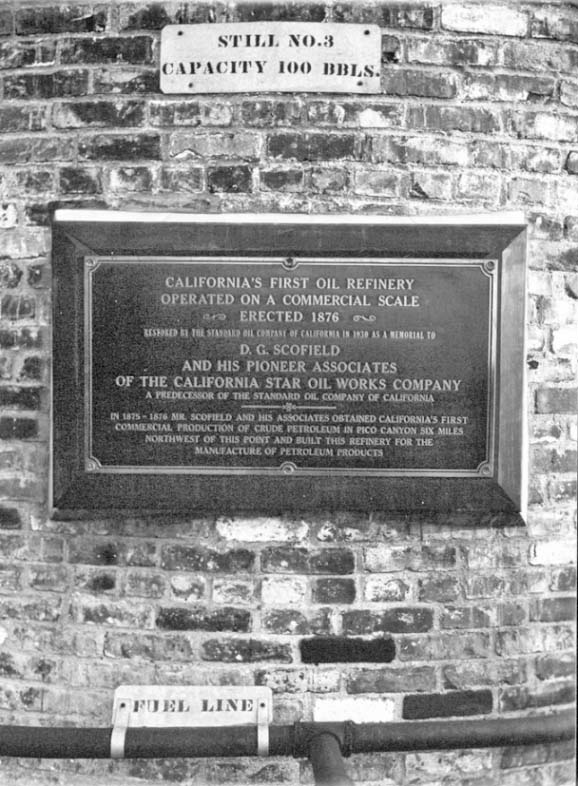 STILL NO.3
CAPACITY 100 BBLS.
CALIFORNIA'S FIRST OIL REFINERY
OPERATED ON A COMMERCIAL SCALE
ERECTED 1876
RESTORED BY THE STANDARD OIL COMPANY OF CALIFORNIA IN 1930 AS A MEMORIAL TO
D. G. SCOFIELD
AND HIS PIONEER ASSOCIATES
OF THE CALIFORNIA STAR OIL WORKS COMPANY
A PREDECESSOR OF THE STANDARD OIL COMPANY OF CALIFORNIA
IN 1875-1876 MR. SCOFIELD AND HIS ASSOCIATES OBTAINED CALIFORNIA'S FIRST
COMMERCIAL PRODUCTION OF CRUDE PETROLEUM IN PICO CANYON SIX MILES
NORTHWEST OF THIS POINT AND BUILT THIS REFINERY FOR THE
MANUFACTURE OF PETROLEUM PRODUCTS
FUEL LINE